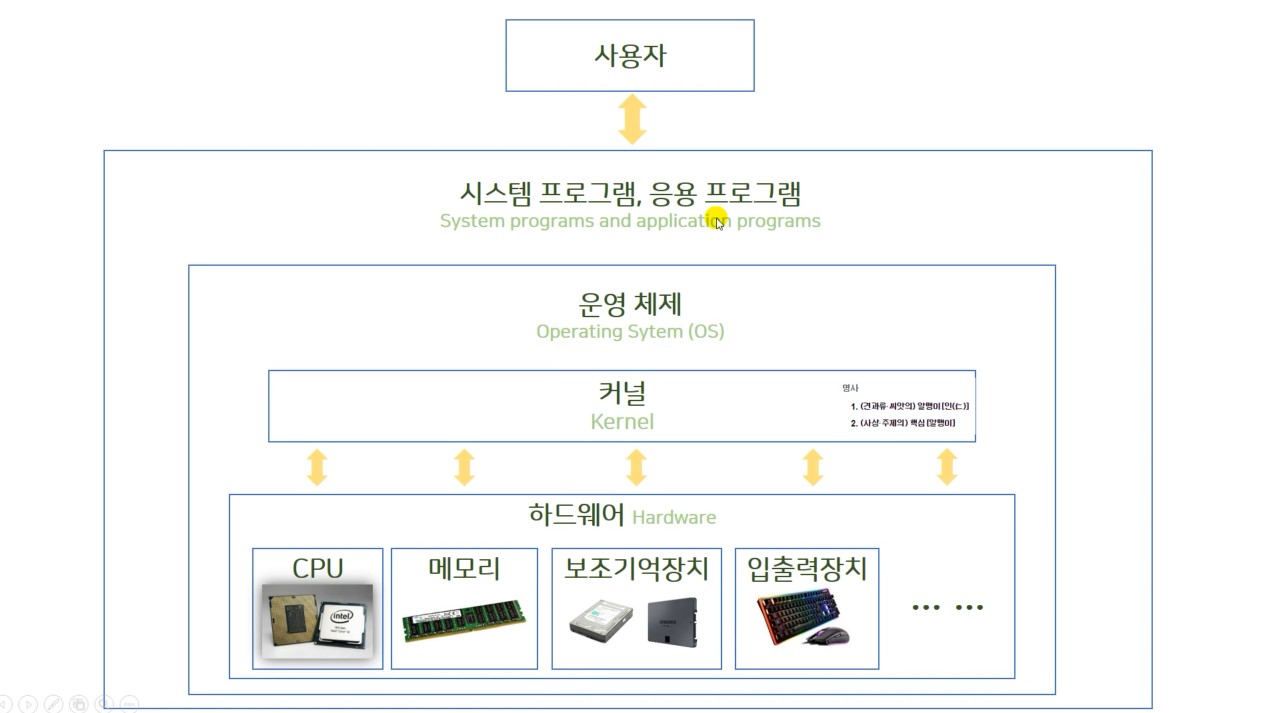 사용자
시스템 프로그램, 응용 프로그램
System programs and application programs
운영 체제
Operating Sytem (OS)
커널
Kernel
명사
1. (견과류·씨앗의) 알맹이[인(仁)]
2. (사상·주제의) 핵심[알맹이]
하드웨어 Hardware
CPU
메모리
보조기억장치
입출력장치
... ...
intel
SAMSUNG